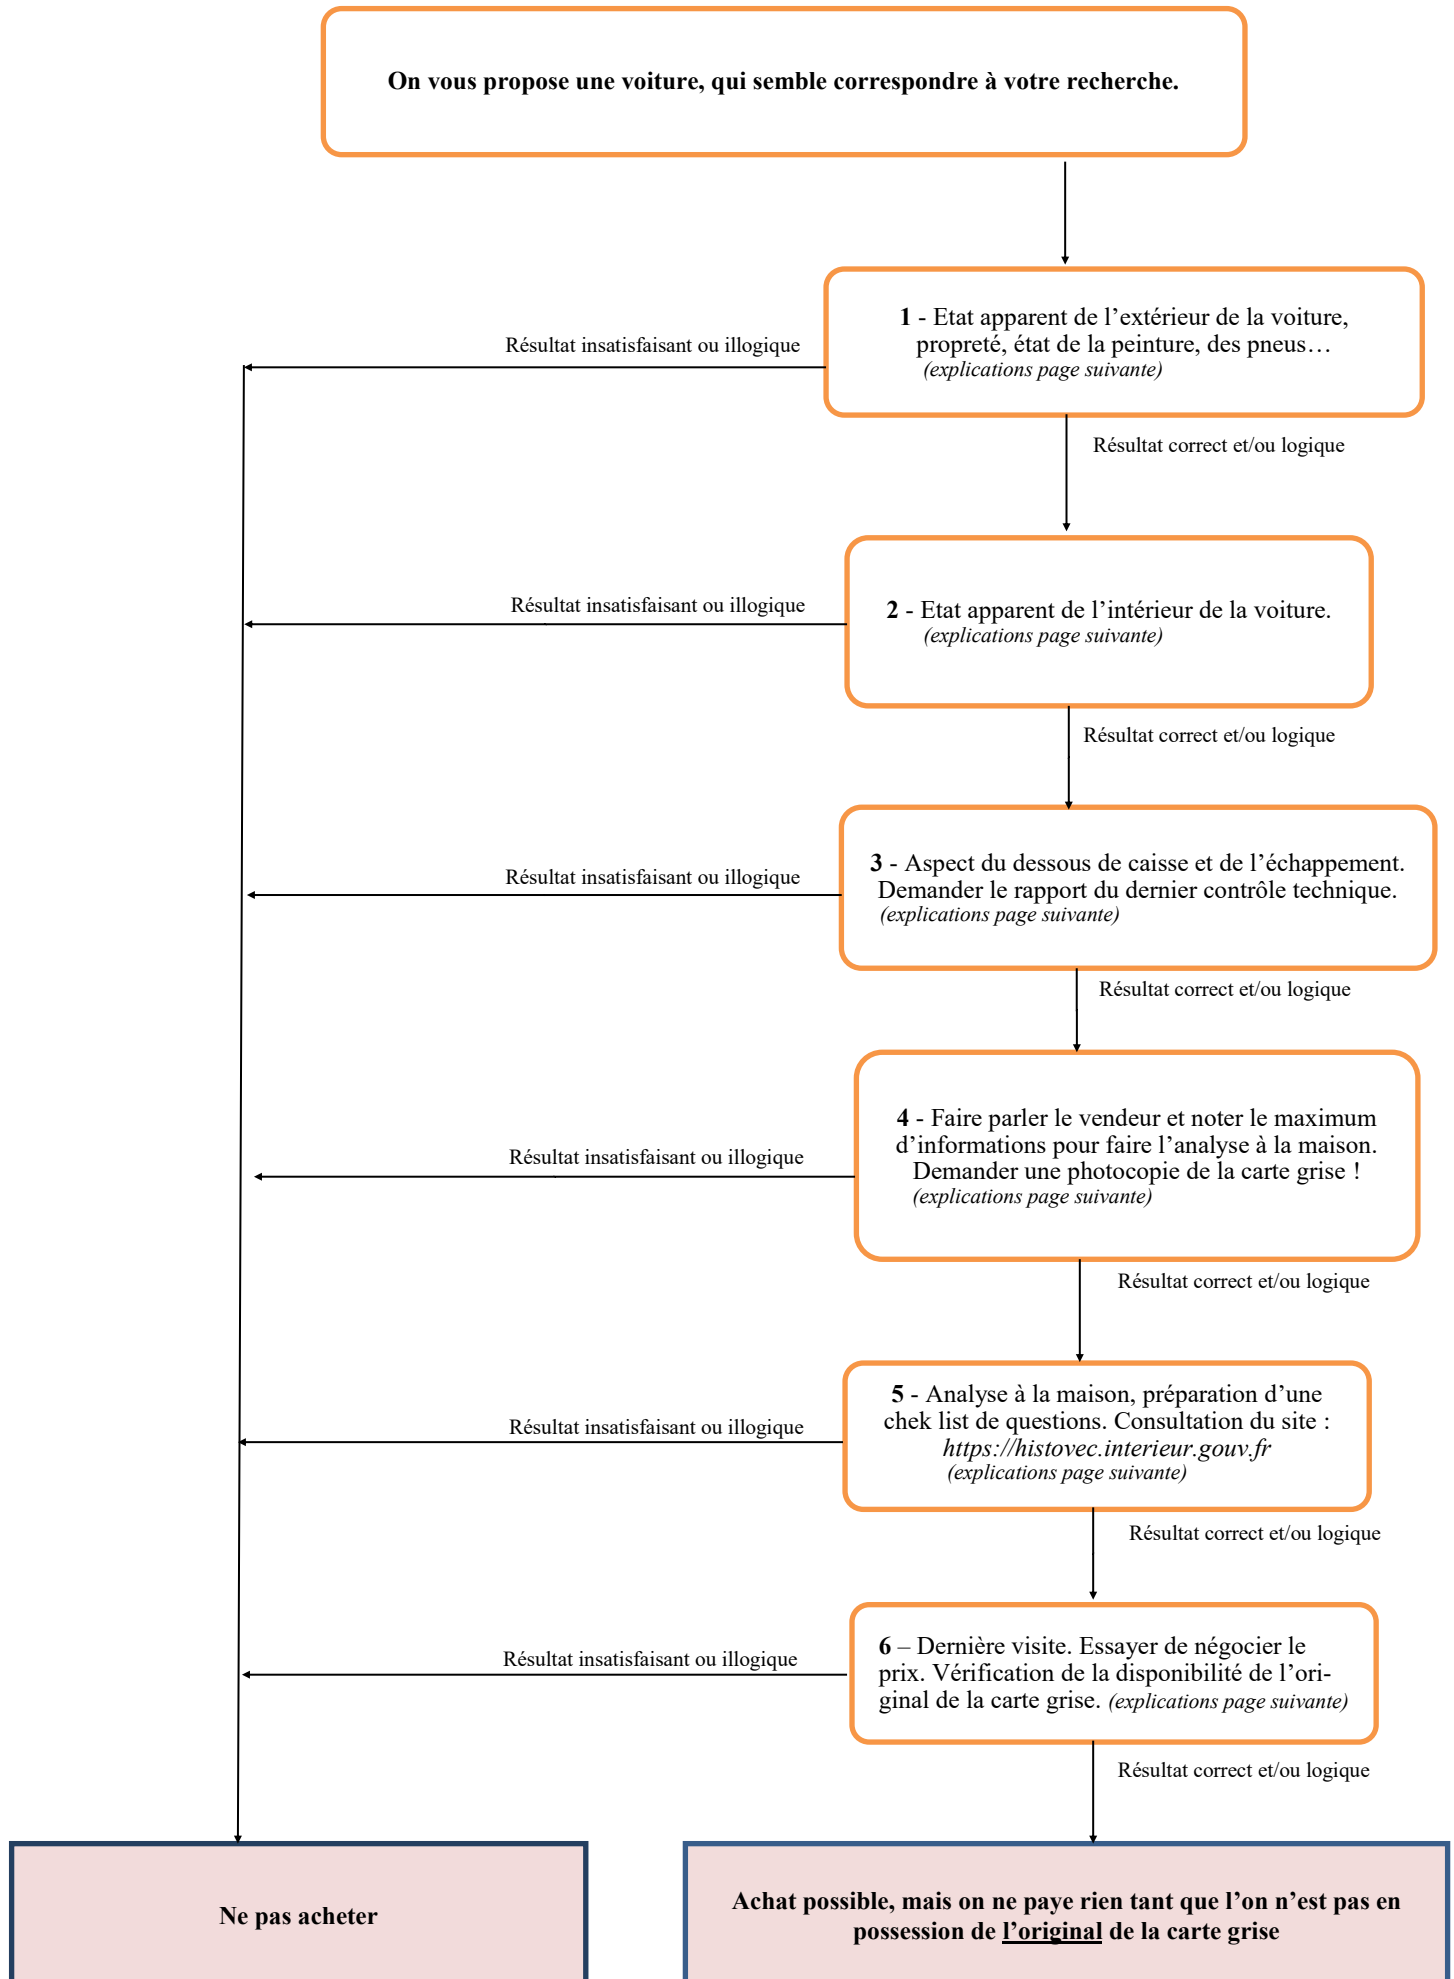 On vous propose une voiture, qui semble correspondre à votre recherche.
1 - Etat apparent de l’extérieur de la voiture,
propreté, état de la peinture, des pneus…
(explications page suivante)
Résultat insatisfaisant ou illogique
Résultat correct et/ou logique
2 - Etat apparent de l’intérieur de la voiture.
(explications page suivante)
Résultat insatisfaisant ou illogique
Résultat correct et/ou logique
3 - Aspect du dessous de caisse et de l’échappement.
Demander le rapport du dernier contrôle technique.
(explications page suivante)
Résultat insatisfaisant ou illogique
Résultat correct et/ou logique
4 - Faire parler le vendeur et noter le maximum
d’informations pour faire l’analyse à la maison.
Demander une photocopie de la carte grise !
(explications page suivante)
Résultat insatisfaisant ou illogique
Résultat correct et/ou logique
5 - Analyse à la maison, préparation d’une
chek list de questions. Consultation du site :
https://histovec.interieur.gouv.fr
(explications page suivante)
Résultat insatisfaisant ou illogique
Résultat correct et/ou logique
6 – Dernière visite. Essayer de négocier le
prix. Vérification de la disponibilité de l’ori-
ginal de la carte grise. (explications page suivante)
Résultat insatisfaisant ou illogique
Résultat correct et/ou logique
Ne pas acheter
Achat possible, mais on ne paye rien tant que l’on n’est pas en
possession de l’original de la carte grise